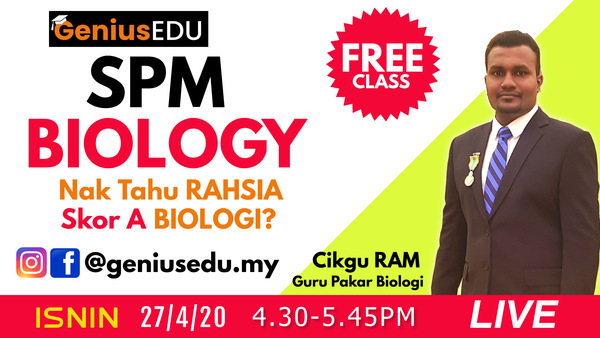 GeniusEDU
SPM
BIOLOGY
Nak Tahu RAHSIA
Skor A BIOLOGI?
@geniusedu.my
FREE
CLASS
Cikgu RAM
Guru Pakar Biologi
ISNIN 27/4/20 4.30-5.45PM LIVE